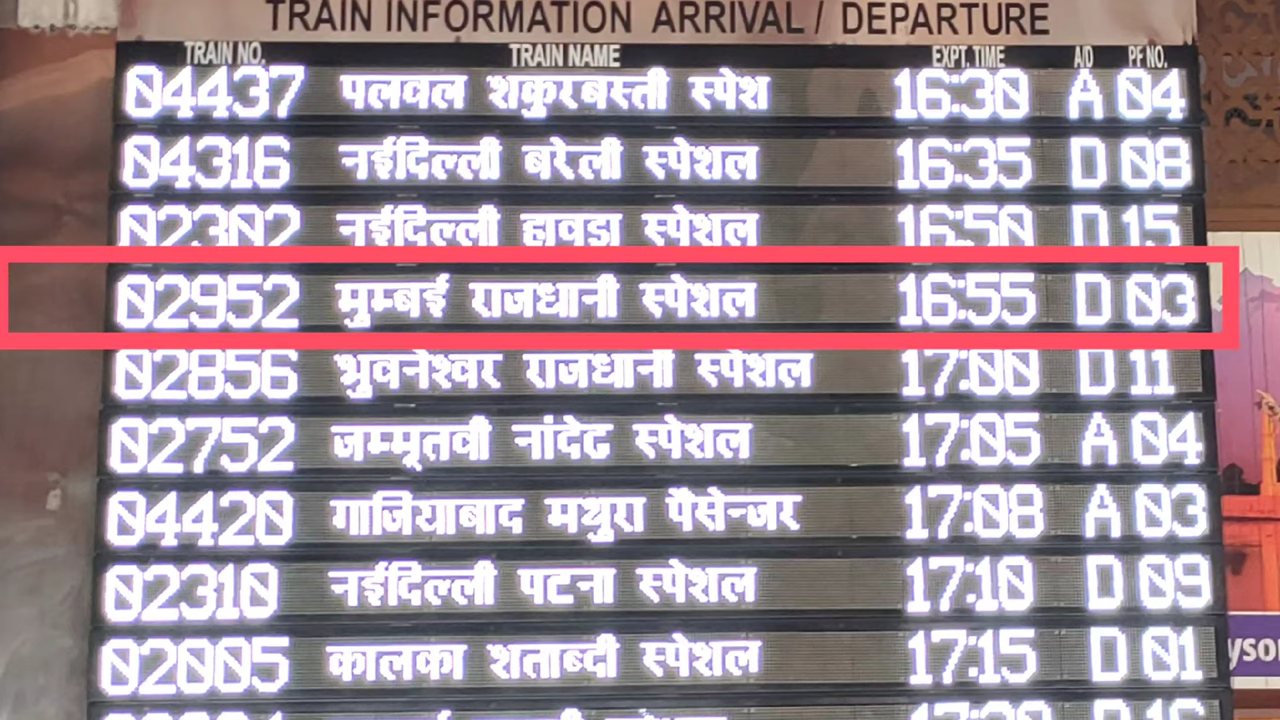 TRAIN INFORMATION ARRIVAL / DEPARTURE
TRAIN NO. TRAIN NAME EXPT. TIME A/D PF NO.
04437 पलवल शकुरबस्ती स्पेश 16:30 A 04
04316 नईदिल्ली बरेली स्पेशल 16:35 D 08
02302 नईदिल्ली हावडा स्पेशल 16:50 D 15
02952 मुम्बई राजधानी स्पेशल 16:55 D 03
02856 भुवनेश्वर राजधानी स्पेशल 17:00 D 11
02752 जम्मूतवी नांदेढ स्पेशल 17:05 A 04
04420 गाजियाबाद मथुरा पैसेन्जर 17:08 A 03
02310 नईदिल्ली पटना स्पेशल 17:10 D 09
02005 कालका शताब्दी स्पेशल 17:15 D 01